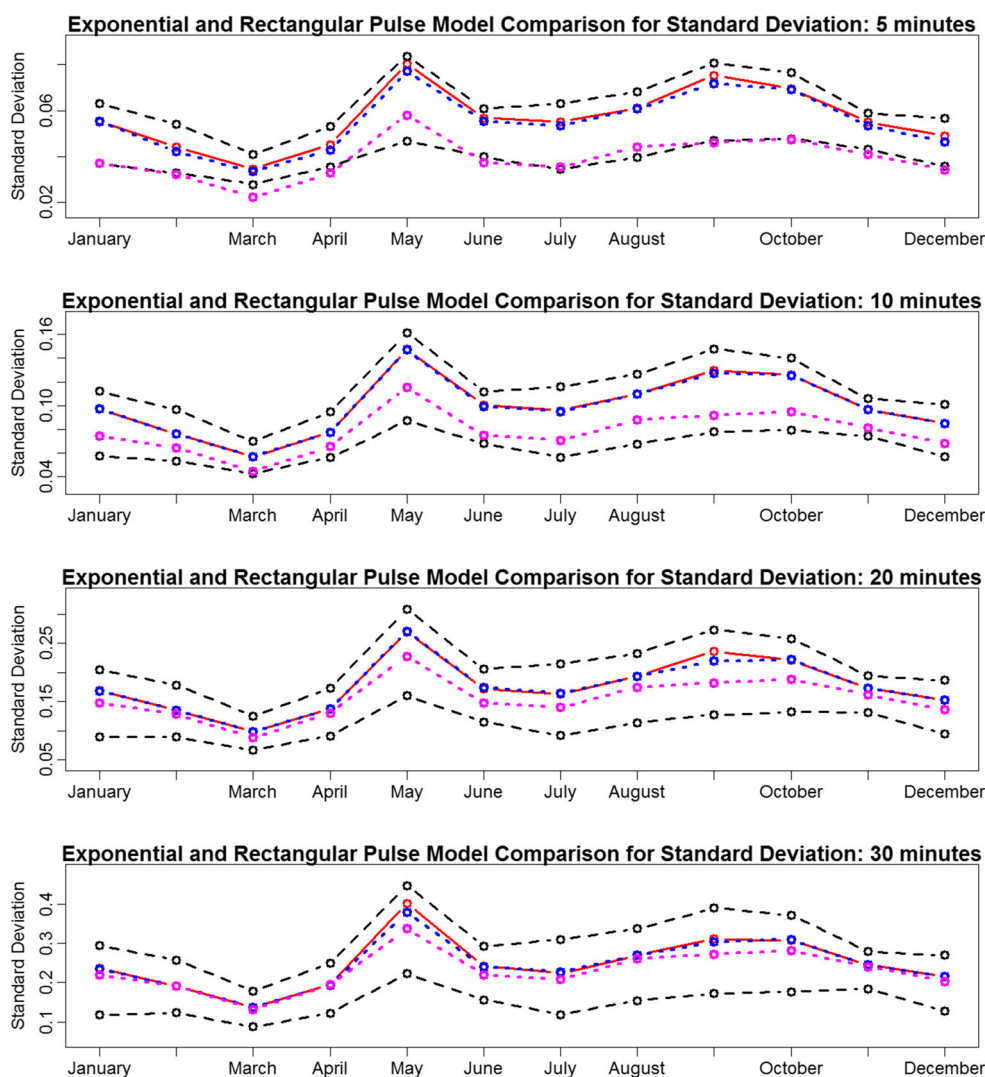 Exponential and Rectangular Pulse Model Comparison for Standard Deviation: 5 minutes
Standard Deviation
0.06
0.02
January March April May June July August October December
Exponential and Rectangular Pulse Model Comparison for Standard Deviation: 10 minutes
Standard Deviation
0.16
0.10
0.04
January March April May June July August October December
Exponential and Rectangular Pulse Model Comparison for Standard Deviation: 20 minutes
Standard Deviation
0.25
0.15
0.05
January March April May June July August October December
Exponential and Rectangular Pulse Model Comparison for Standard Deviation: 30 minutes
Standard Deviation
0.4
0.3
0.2
0.1
January March April May June July August October December